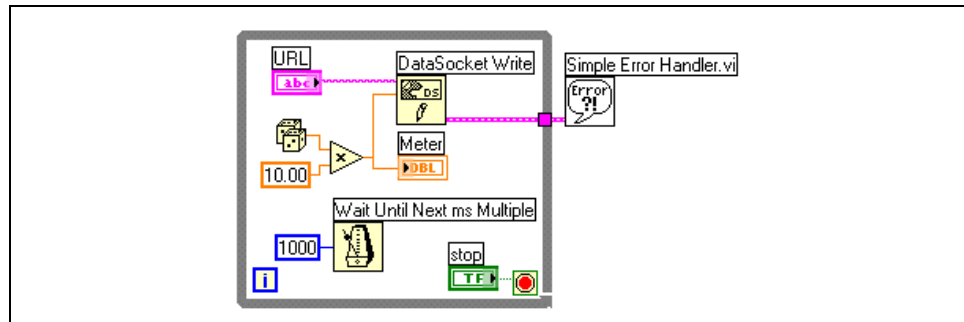 URL
abc
DataSocket Write
DS
Simple Error Handler.vi
Error
?!
Meter
DBL
×
10.00
Wait Until Next ms Multiple
1000
stop
TF
i